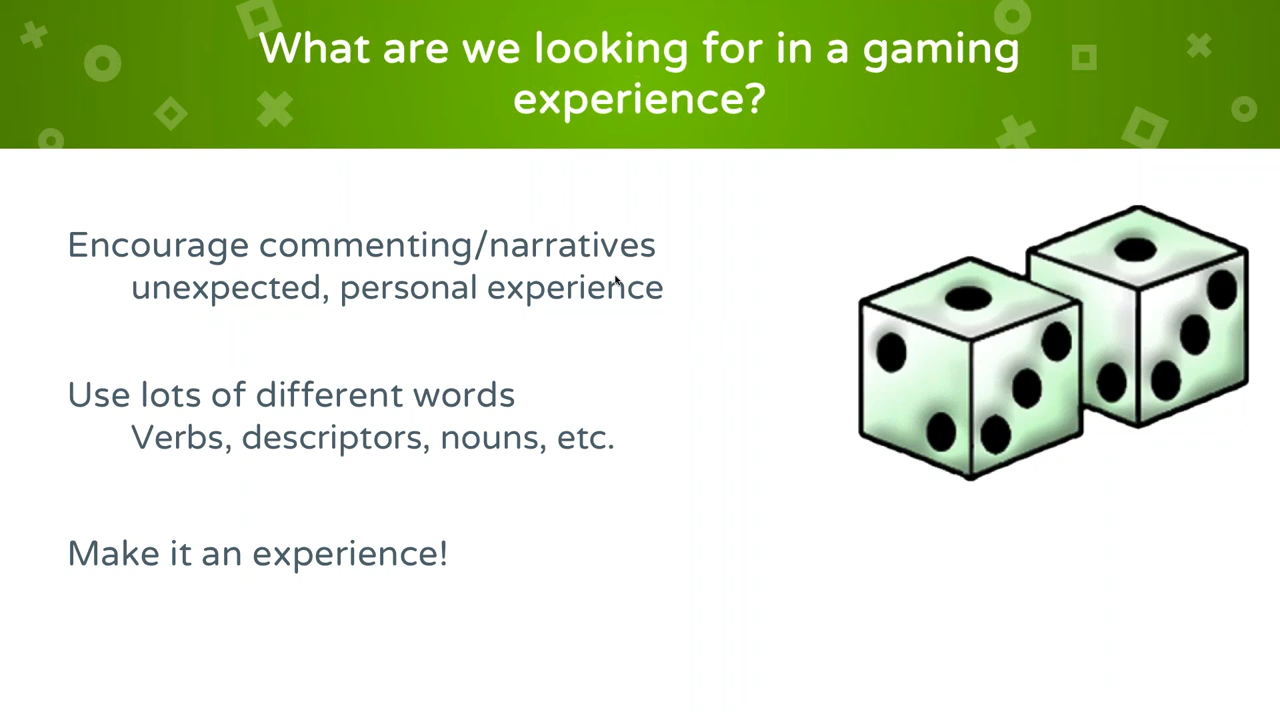 What are we looking for in a gaming
experience?
Encourage commenting/narratives
unexpected, personal experience
Use lots of different words
Verbs, descriptors, nouns, etc.
Make it an experience!